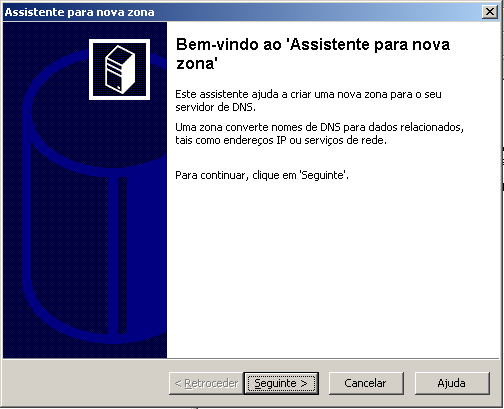 Assistente para nova zona
Bem-vindo ao 'Assistente para nova
zona'
Este assistente ajuda a criar uma nova zona para o seu
servidor de DNS.
Uma zona converte nomes de DNS para dados relacionados,
tais como endereços IP ou serviços de rede.
Para continuar, clique em 'Seguinte'.
< Retroceder Seguinte > Cancelar Ajuda